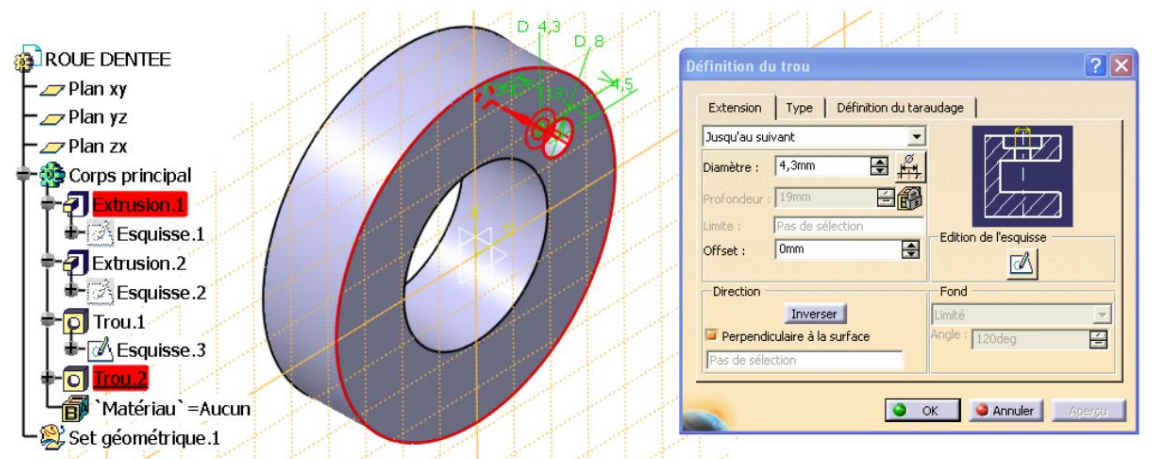 ROUE DENTEE
Plan xy
Plan yz
Plan zx
Corps principal
Extrusion.1
Esquisse.1
Extrusion.2
Esquisse.2
Trou.1
Esquisse.3
Trou.2
`Matériau`=Aucun
Set géométrique.1
D 4,3
D 8
4,5
Définition du trou
Extension Type Définition du taraudage
Jusqu'au suivant
Diamètre : 4,3mm
Profondeur : 19mm
Limite : Pas de sélection
Offset : 0mm
Edition de l'esquisse
Direction
Inverser
Perpendiculaire à la surface
Pas de sélection
Fond
Limité
Angle : 120deg
OK Annuler Aperçu